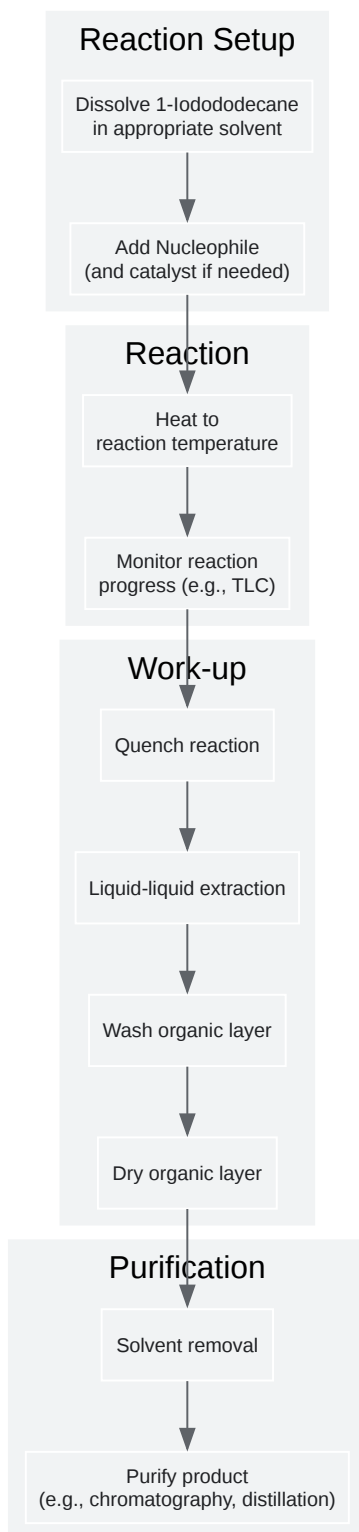 Reaction Setup
Dissolve 1-Iodododecane
in appropriate solvent
Add Nucleophile
(and catalyst if needed)
Reaction
Heat to
reaction temperature
Monitor reaction
progress (e.g., TLC)
Work-up
Quench reaction
Liquid-liquid extraction
Wash organic layer
Dry organic layer
Purification
Solvent removal
Purify product
(e.g., chromatography, distillation)